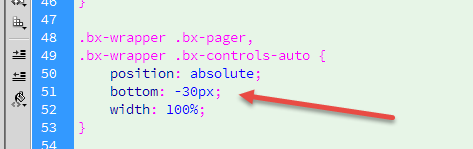 46 }
47
48 .bx-wrapper .bx-pager,
49 .bx-wrapper .bx-controls-auto {
50 position: absolute;
51 bottom: -30px;
52 width: 100%;
53 }